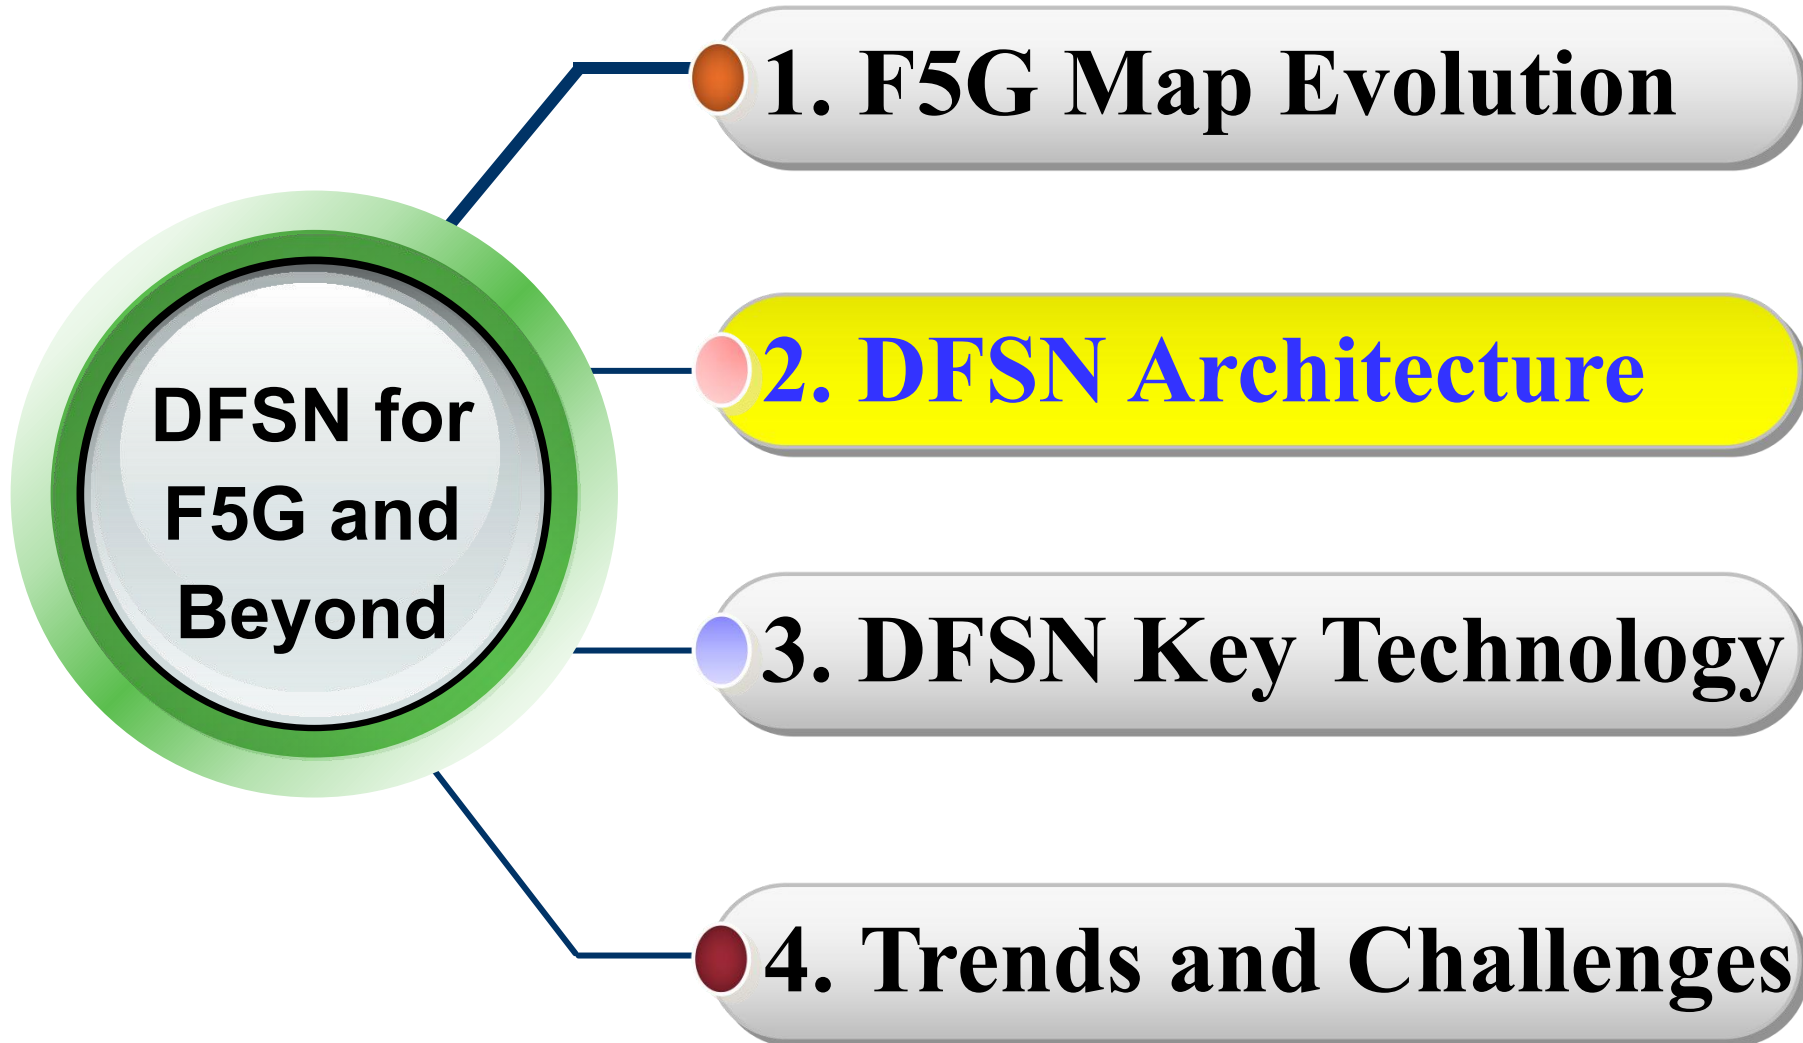 DFSN for
F5G and
Beyond
1. F5G Map Evolution
2. DFSN Architecture
3. DFSN Key Technology
4. Trends and Challenges